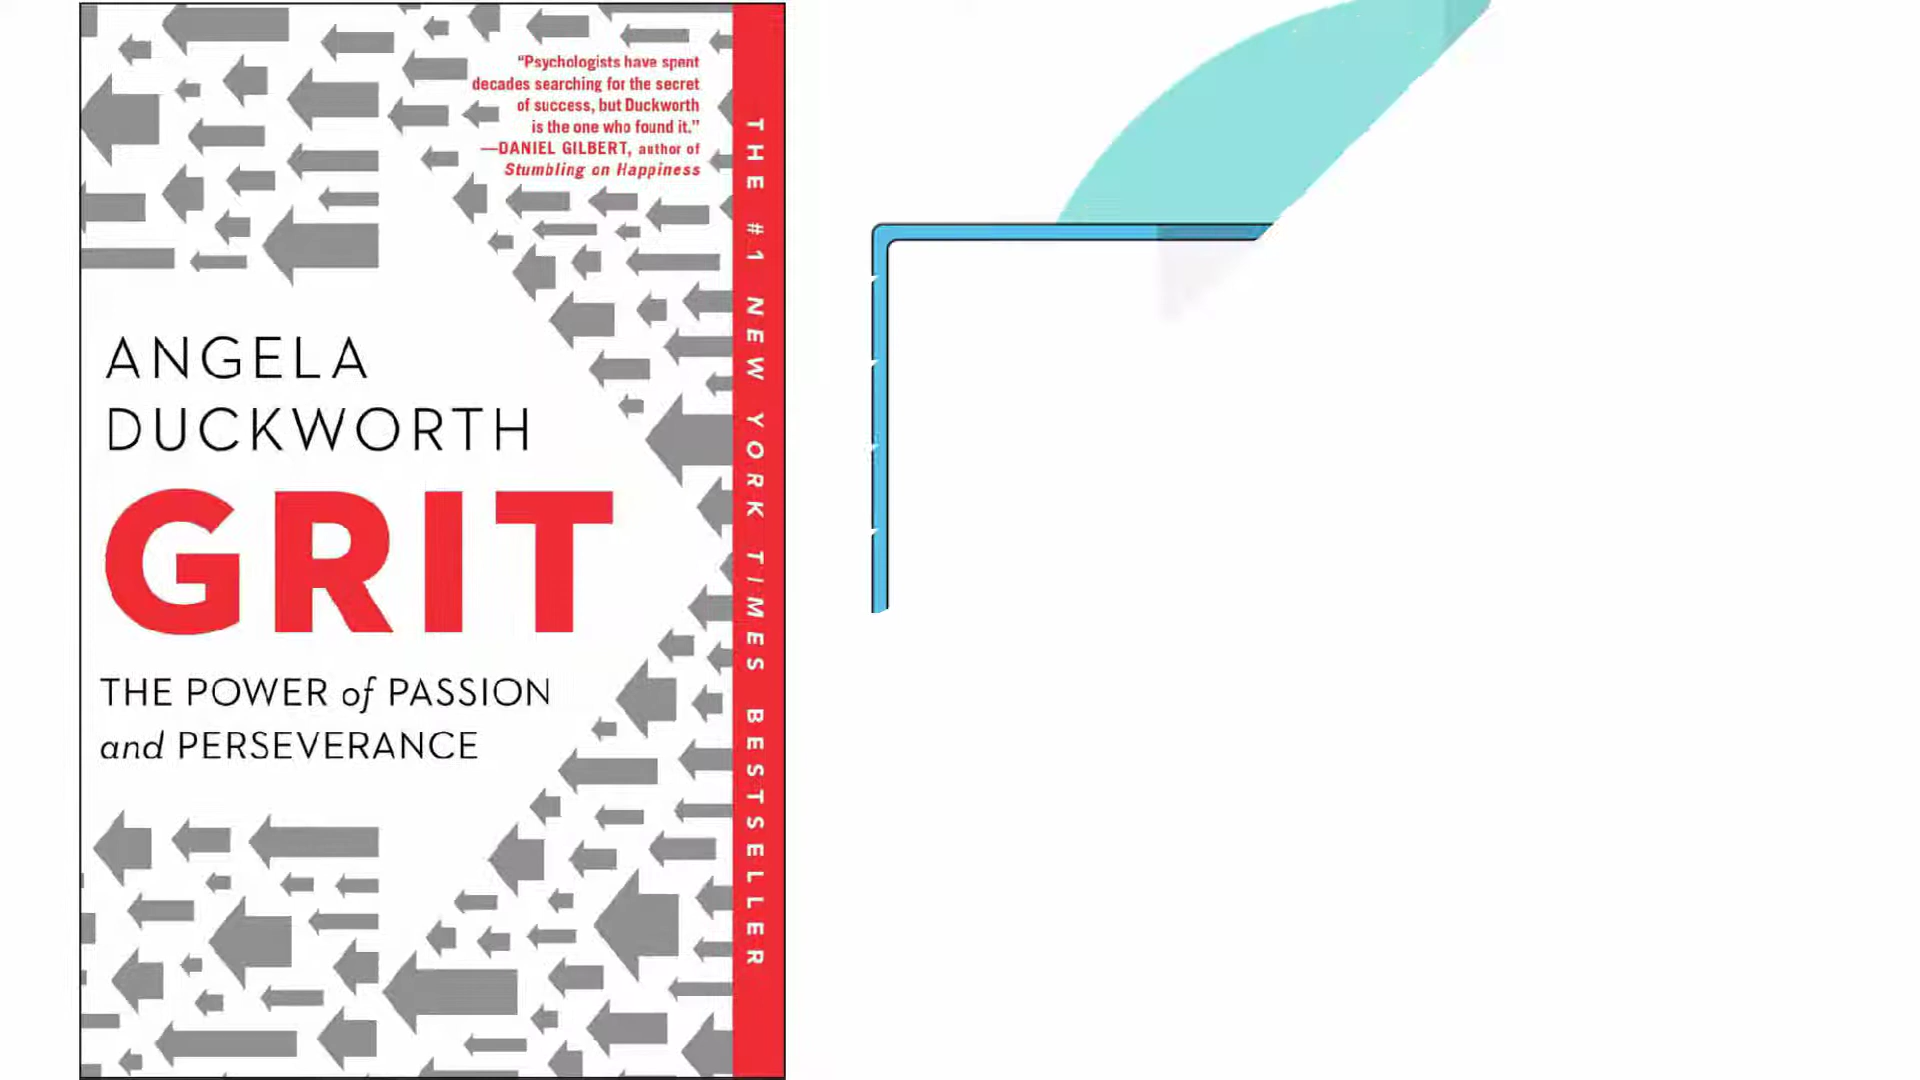 “Psychologists have spent
decades searching for the secret
of success, but Duckworth
is the one who found it.”
—DANIEL GILBERT, author of
Stumbling on Happiness
ANGELA
DUCKWORTH
GRIT
THE POWER of PASSION
and PERSEVERANCE
THE #1 NEW YORK TIMES BESTSELLER